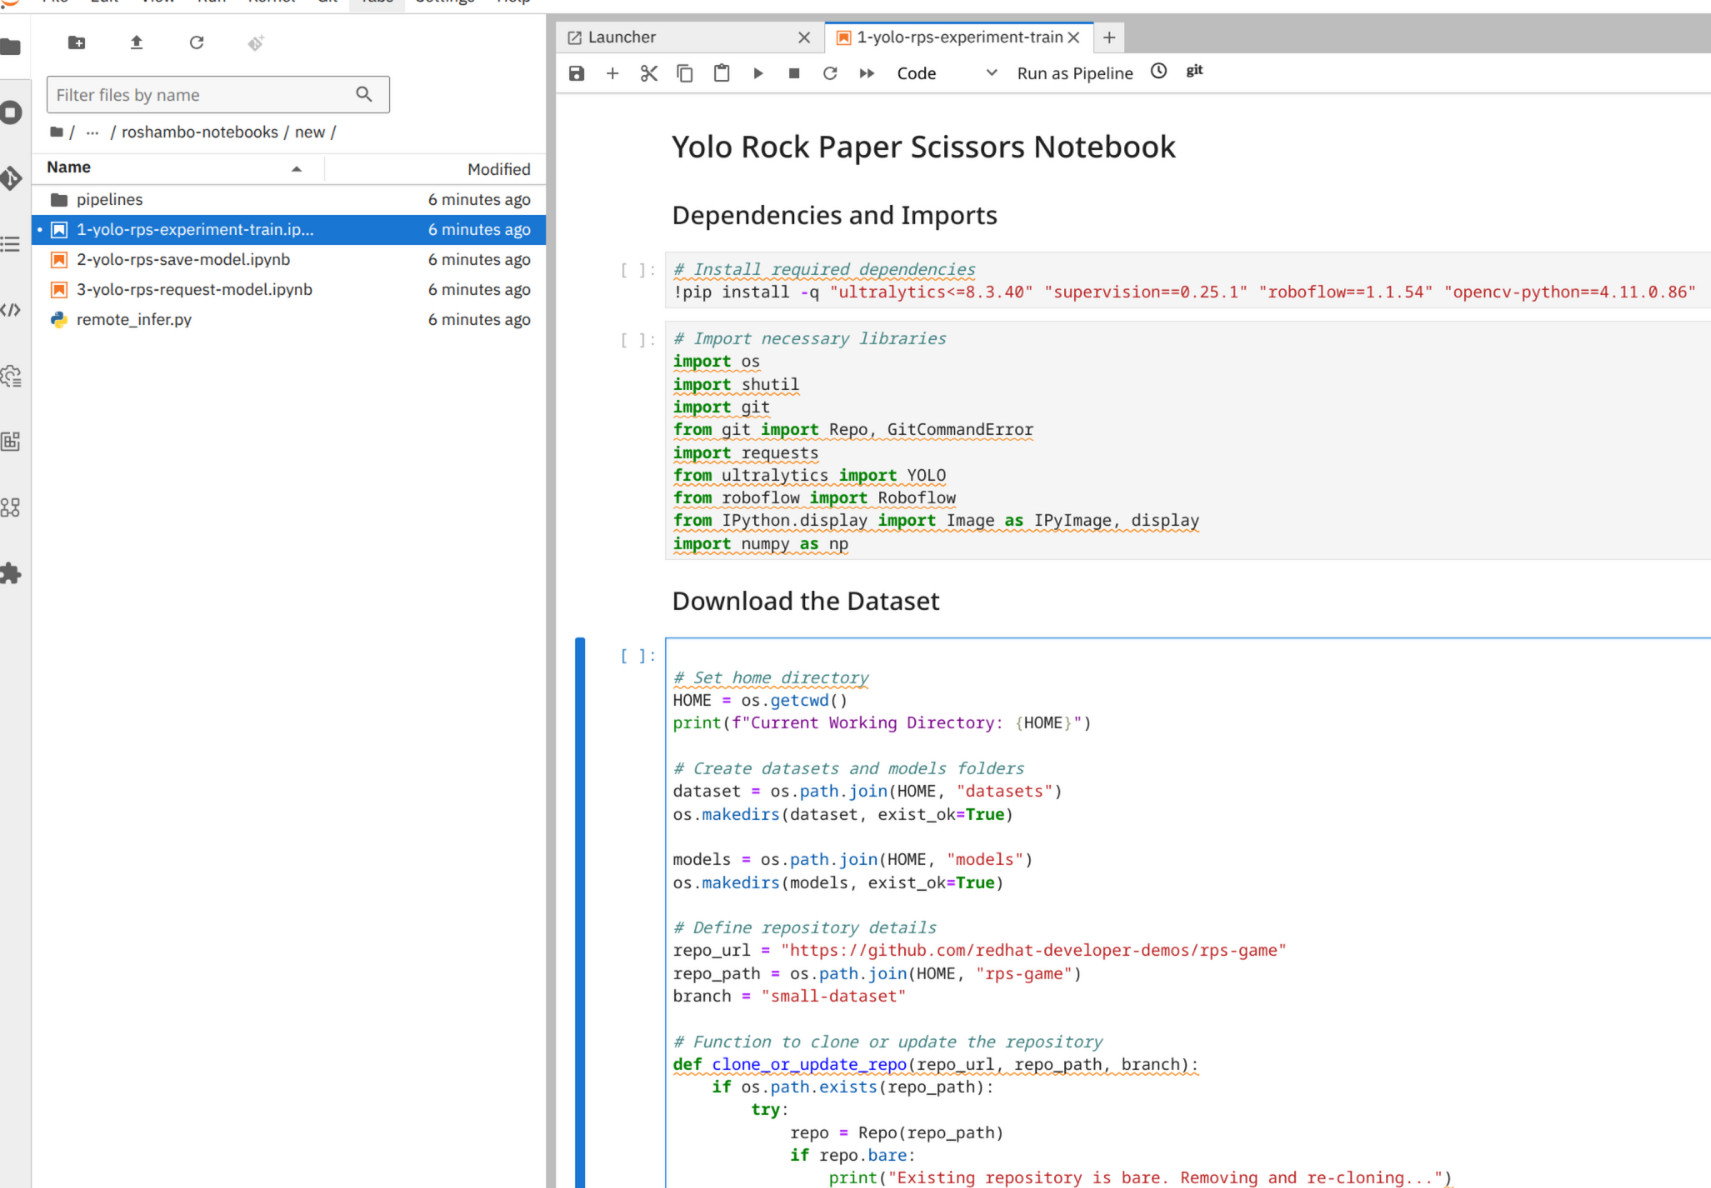 File Edit View Run Kernel Git Tabs Settings Help
Filter files by name
/ ... / roshambo-notebooks / new /
Name Modified
pipelines 6 minutes ago
1-yolo-rps-experiment-train.ip... 6 minutes ago
2-yolo-rps-save-model.ipynb 6 minutes ago
3-yolo-rps-request-model.ipynb 6 minutes ago
remote_infer.py 6 minutes ago
Launcher
1-yolo-rps-experiment-train
Code Run as Pipeline git
Yolo Rock Paper Scissors Notebook
Dependencies and Imports
[ ]: # Install required dependencies
!pip install -q "ultralytics<=8.3.40" "supervision==0.25.1" "roboflow==1.1.54" "opencv-python==4.11.0.86"
[ ]: # Import necessary libraries
import os
import shutil
import git
from git import Repo, GitCommandError
import requests
from ultralytics import YOLO
from roboflow import Roboflow
from IPython.display import Image as IPyImage, display
import numpy as np
Download the Dataset
[ ]:
# Set home directory
HOME = os.getcwd()
print(f"Current Working Directory: {HOME}")
# Create datasets and models folders
dataset = os.path.join(HOME, "datasets")
os.makedirs(dataset, exist_ok=True)
models = os.path.join(HOME, "models")
os.makedirs(models, exist_ok=True)
# Define repository details
repo_url = "https://github.com/redhat-developer-demos/rps-game"
repo_path = os.path.join(HOME, "rps-game")
branch = "small-dataset"
# Function to clone or update the repository
def clone_or_update_repo(repo_url, repo_path, branch):
if os.path.exists(repo_path):
try:
repo = Repo(repo_path)
if repo.bare:
print("Existing repository is bare. Removing and re-cloning...")